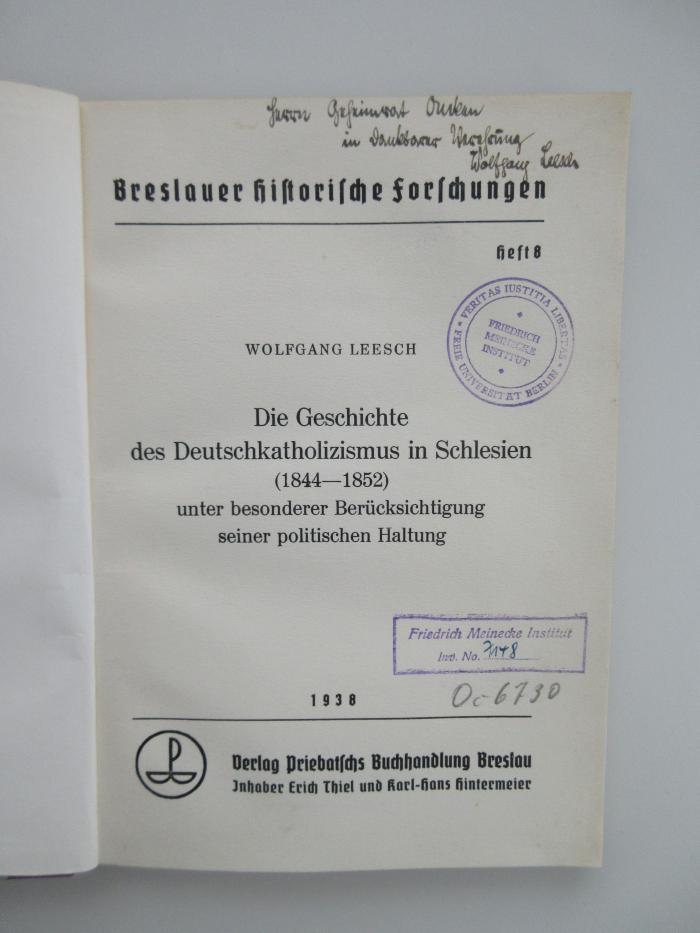 Herrn Geheimrat Oncken
in dankbarer Verehrung
Wolfgang Leesch
Breslauer Historische Forschungen
Heft 8
VERITAS IUSTITIA LIBERTAS
FREIE UNIVERSITÄT BERLIN
FRIEDRICH
MEINECKE
INSTITUT
WOLFGANG LEESCH
Die Geschichte
des Deutschkatholizismus in Schlesien
(1844—1852)
unter besonderer Berücksichtigung
seiner politischen Haltung
Friedrich Meinecke Institut
Inv. No.
1938
Oc-6730
P
Verlag Priebatschs Buchhandlung Breslau
Inhaber Erich Thiel und Karl-Hans Hintermeier